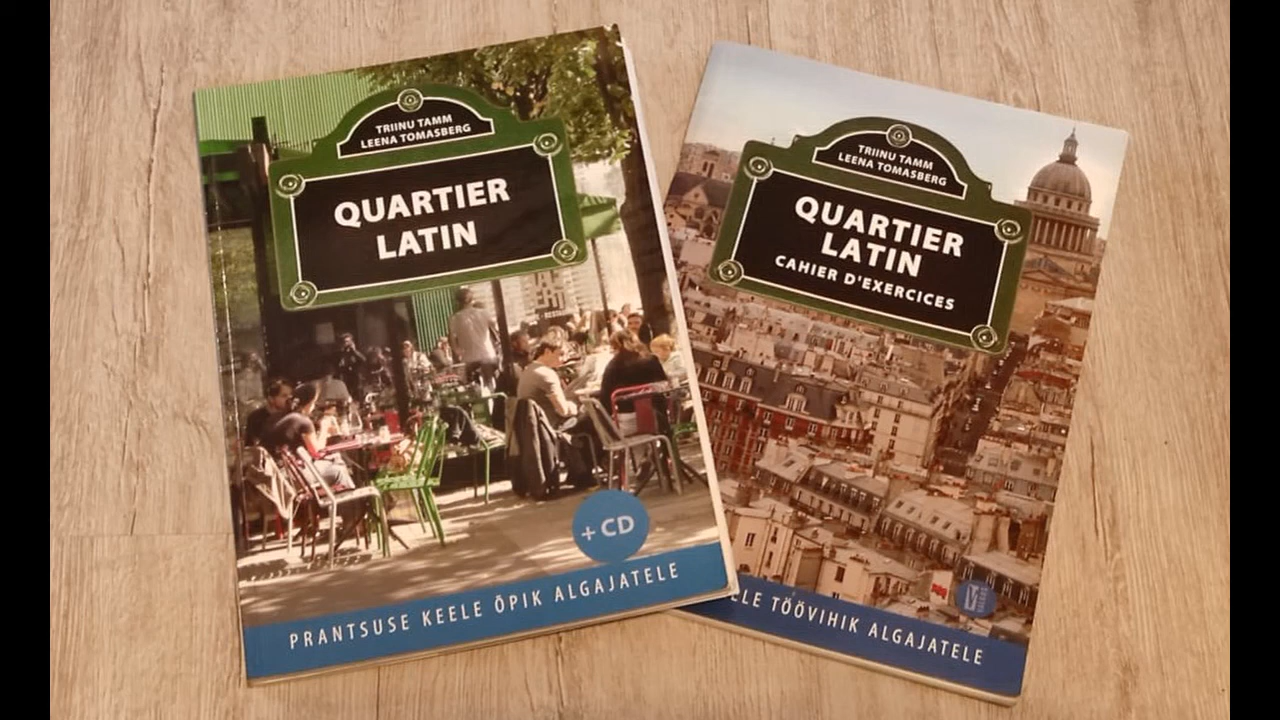 TRIINU TAMM
LEENA TOMASBERG
QUARTIER
LATIN
+ CD
PRANTSUSE KEELE ÕPIK ALGAJATELE
TRIINU TAMM
LEENA TOMASBERG
QUARTIER
LATIN
CAHIER D'EXERCICES
VALGUS
ELE TÖÖVIHIK ALGAJATELE